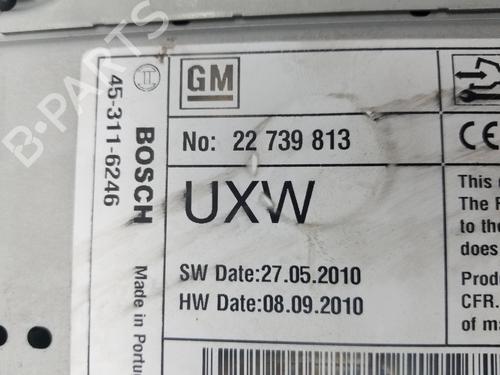 45-311-6246
BOSCH
Made in Portu
GM
No: 22 739 813
UXW
SW Date:27.05.2010
HW Date:08.09.2010
CE
This
The
to the
does
CFR.
of ma
B-PARTS